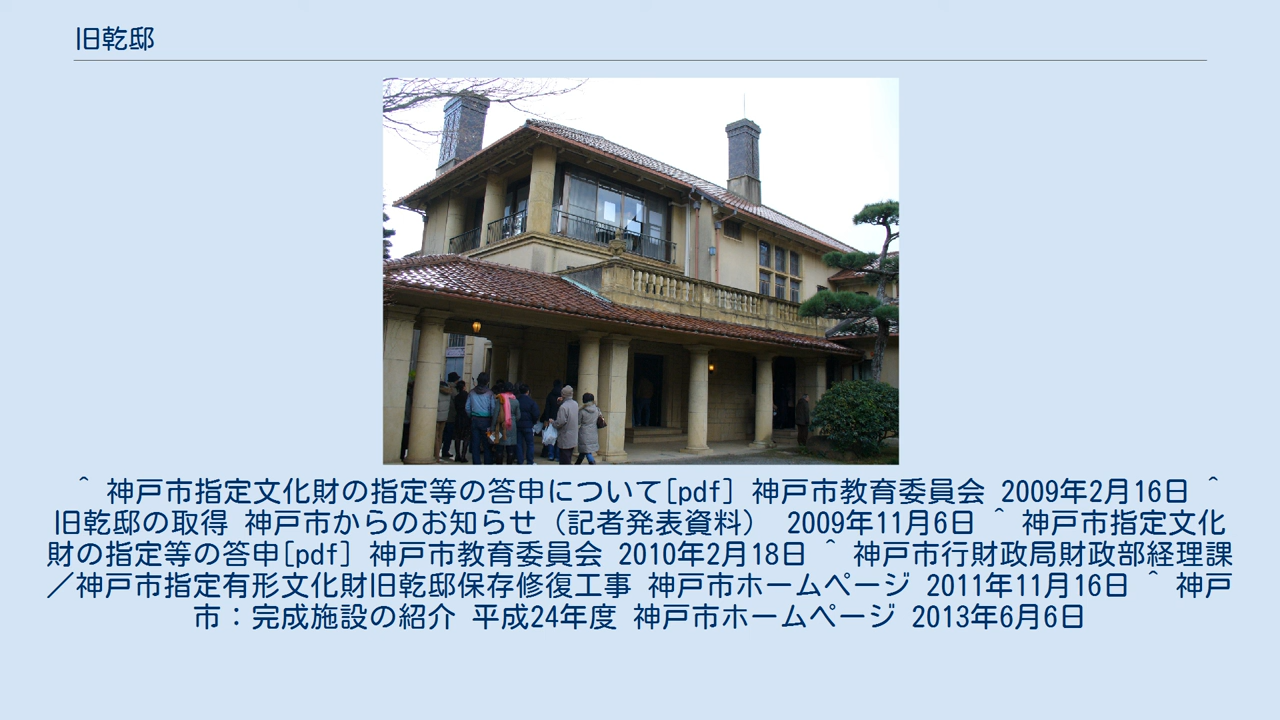 旧乾邸
^ 神戸市指定文化財の指定等の答申について[pdf] 神戸市教育委員会 2009年2月16日 ^
旧乾邸の取得 神戸市からのお知らせ（記者発表資料） 2009年11月6日 ^ 神戸市指定文化
財の指定等の答申[pdf] 神戸市教育委員会 2010年2月18日 ^ 神戸市行財政局財政部経理課
／神戸市指定有形文化財旧乾邸保存修復工事 神戸市ホームページ 2011年11月16日 ^ 神戸
市：完成施設の紹介 平成24年度 神戸市ホームページ 2013年6月6日